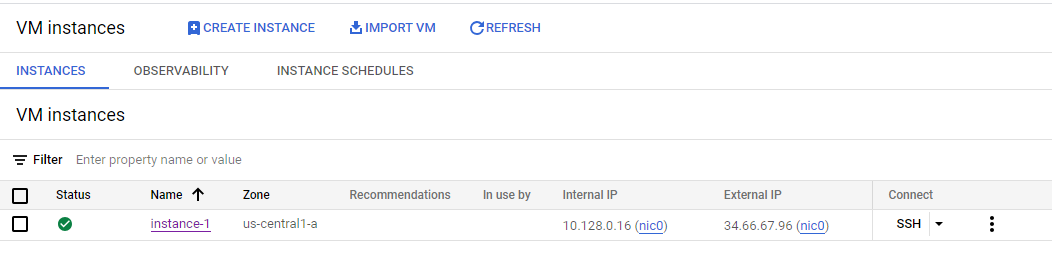 VM instances CREATE INSTANCE IMPORT VM REFRESH
INSTANCES OBSERVABILITY INSTANCE SCHEDULES
VM instances
Filter Enter property name or value
Status Name Zone Recommendations In use by Internal IP External IP Connect
instance-1 us-central1-a 10.128.0.16 (nic0) 34.66.67.96 (nic0) SSH